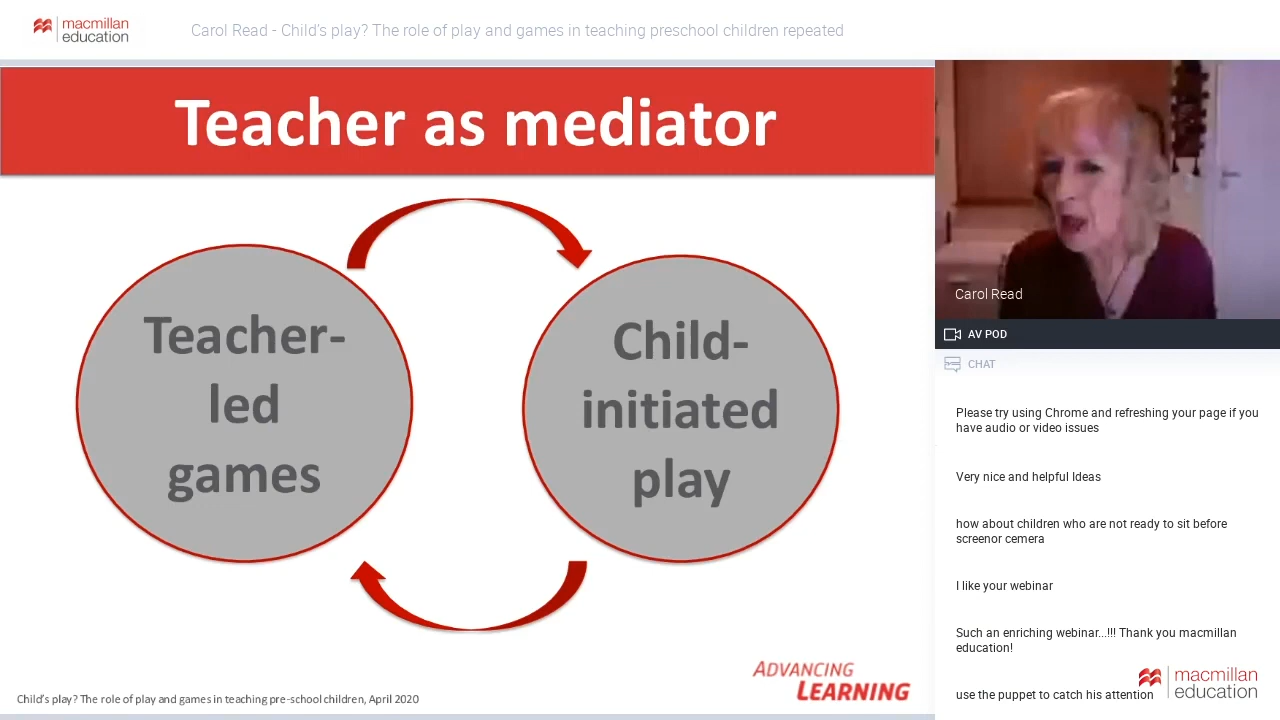 macmillan
education
Carol Read - Child's play? The role of play and games in teaching preschool children repeated
Teacher as mediator
Teacher-
led
games
Child-
initiated
play
ADVANCING
LEARNING
Child's play? The role of play and games in teaching pre-school children, April 2020
Carol Read
AV POD
CHAT
Please try using Chrome and refreshing your page if you
have audio or video issues
Very nice and helpful Ideas
how about children who are not ready to sit before
screenor cemera
I like your webinar
Such an enriching webinar...!!! Thank you macmillan
education!
use the puppet to catch his attention
macmillan
education